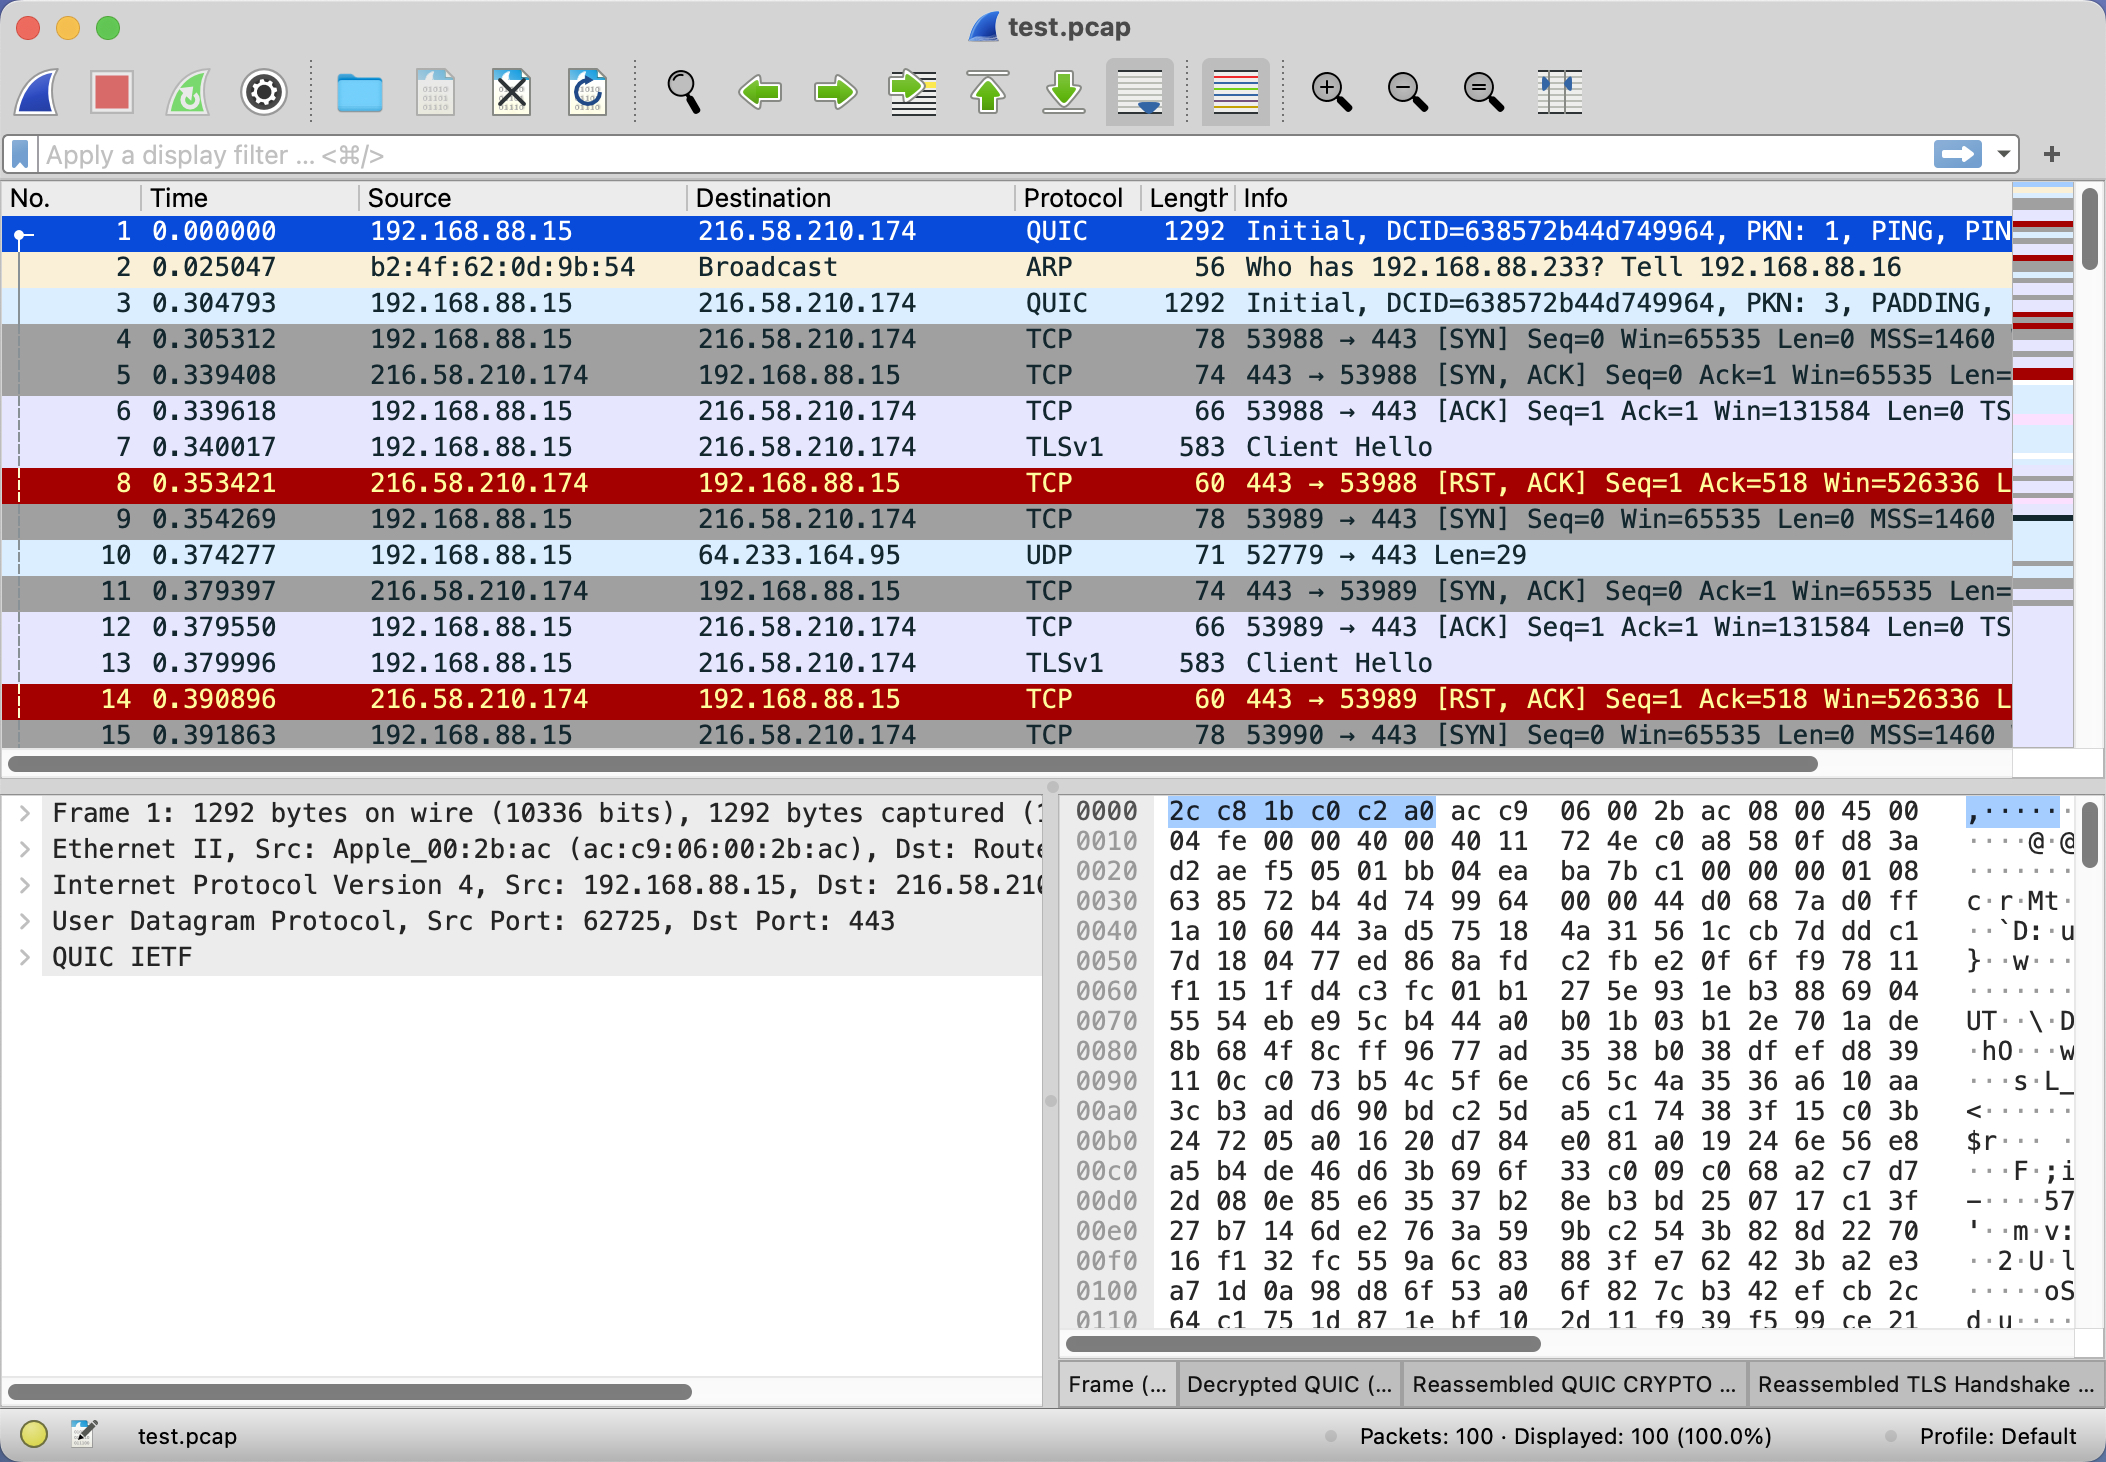 test.pcap
Apply a display filter ... <⌘/>
No. Time Source Destination Protocol Length Info
1 0.000000 192.168.88.15 216.58.210.174 QUIC 1292 Initial, DCID=638572b44d749964, PKN: 1, PING, PIN
2 0.025047 b2:4f:62:0d:9b:54 Broadcast ARP 56 Who has 192.168.88.233? Tell 192.168.88.16
3 0.304793 192.168.88.15 216.58.210.174 QUIC 1292 Initial, DCID=638572b44d749964, PKN: 3, PADDING,
4 0.305312 192.168.88.15 216.58.210.174 TCP 78 53988 → 443 [SYN] Seq=0 Win=65535 Len=0 MSS=1460
5 0.339408 216.58.210.174 192.168.88.15 TCP 74 443 → 53988 [SYN, ACK] Seq=0 Ack=1 Win=65535 Len=
6 0.339618 192.168.88.15 216.58.210.174 TCP 66 53988 → 443 [ACK] Seq=1 Ack=1 Win=131584 Len=0 TS
7 0.340017 192.168.88.15 216.58.210.174 TLSv1 583 Client Hello
8 0.353421 216.58.210.174 192.168.88.15 TCP 60 443 → 53988 [RST, ACK] Seq=1 Ack=518 Win=526336 L
9 0.354269 192.168.88.15 216.58.210.174 TCP 78 53989 → 443 [SYN] Seq=0 Win=65535 Len=0 MSS=1460
10 0.374277 192.168.88.15 64.233.164.95 UDP 71 52779 → 443 Len=29
11 0.379397 216.58.210.174 192.168.88.15 TCP 74 443 → 53989 [SYN, ACK] Seq=0 Ack=1 Win=65535 Len=
12 0.379550 192.168.88.15 216.58.210.174 TCP 66 53989 → 443 [ACK] Seq=1 Ack=1 Win=131584 Len=0 TS
13 0.379996 192.168.88.15 216.58.210.174 TLSv1 583 Client Hello
14 0.390896 216.58.210.174 192.168.88.15 TCP 60 443 → 53989 [RST, ACK] Seq=1 Ack=518 Win=526336 L
15 0.391863 192.168.88.15 216.58.210.174 TCP 78 53990 → 443 [SYN] Seq=0 Win=65535 Len=0 MSS=1460
Frame 1: 1292 bytes on wire (10336 bits), 1292 bytes captured (1
Ethernet II, Src: Apple_00:2b:ac (ac:c9:06:00:2b:ac), Dst: Route
Internet Protocol Version 4, Src: 192.168.88.15, Dst: 216.58.210
User Datagram Protocol, Src Port: 62725, Dst Port: 443
QUIC IETF
0000 2c c8 1b c0 c2 a0 ac c9 06 00 2b ac 08 00 45 00 ,······
0010 04 fe 00 00 40 00 40 11 72 4e c0 a8 58 0f d8 3a ····@·@
0020 d2 ae f5 05 01 bb 04 ea ba 7b c1 00 00 00 01 08 ·······
0030 63 85 72 b4 4d 74 99 64 00 00 44 d0 68 7a d0 ff c·r·Mt·
0040 1a 10 60 44 3a d5 75 18 4a 31 56 1c cb 7d dd c1 ··`D:·u
0050 7d 18 04 77 ed 86 8a fd c2 fb e2 0f 6f f9 78 11 }··w···
0060 f1 15 1f d4 c3 fc 01 b1 27 5e 93 1e b3 88 69 04 ·······
0070 55 54 eb e9 5c b4 44 a0 b0 1b 03 b1 2e 70 1a de UT··\·D
0080 8b 68 4f 8c ff 96 77 ad 35 38 b0 38 df ef d8 39 ·hO···w
0090 11 0c c0 73 b5 4c 5f 6e c6 5c 4a 35 36 a6 10 aa ···s·L_
00a0 3c b3 ad d6 90 bd c2 5d a5 c1 74 38 3f 15 c0 3b <······
00b0 24 72 05 a0 16 20 d7 84 e0 81 a0 19 24 6e 56 e8 $r··· ·
00c0 a5 b4 de 46 d6 3b 69 6f 33 c0 09 c0 68 a2 c7 d7 ···F·;i
00d0 2d 08 0e 85 e6 35 37 b2 8e b3 bd 25 07 17 c1 3f -····57
00e0 27 b7 14 6d e2 76 3a 59 9b c2 54 3b 82 8d 22 70 '··m·v:
00f0 16 f1 32 fc 55 9a 6c 83 88 3f e7 62 42 3b a2 e3 ··2·U·l
0100 a7 1d 0a 98 d8 6f 53 a0 6f 82 7c b3 42 ef cb 2c ·····oS
0110 64 c1 75 1d 87 1e bf 10 2d 11 f9 39 f5 99 ce 21 d·u····
Frame (... Decrypted QUIC (... Reassembled QUIC CRYPTO ... Reassembled TLS Handshake ...
test.pcap Packets: 100 · Displayed: 100 (100.0%) Profile: Default